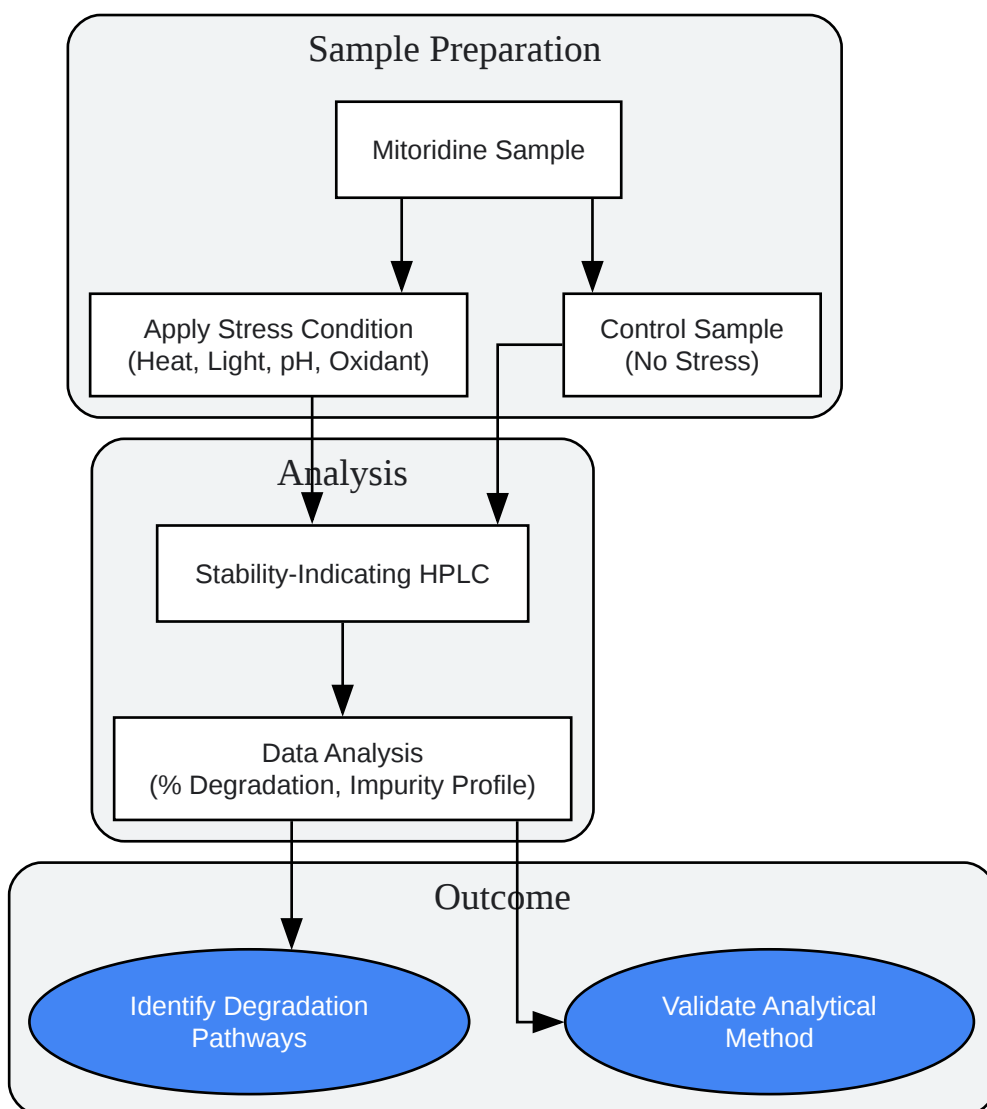 Sample Preparation
Mitoridine Sample
Apply Stress Condition
(Heat, Light, pH, Oxidant)
Control Sample
(No Stress)
Analysis
Stability-Indicating HPLC
Data Analysis
(% Degradation, Impurity Profile)
Outcome
Identify Degradation
Pathways
Validate Analytical
Method